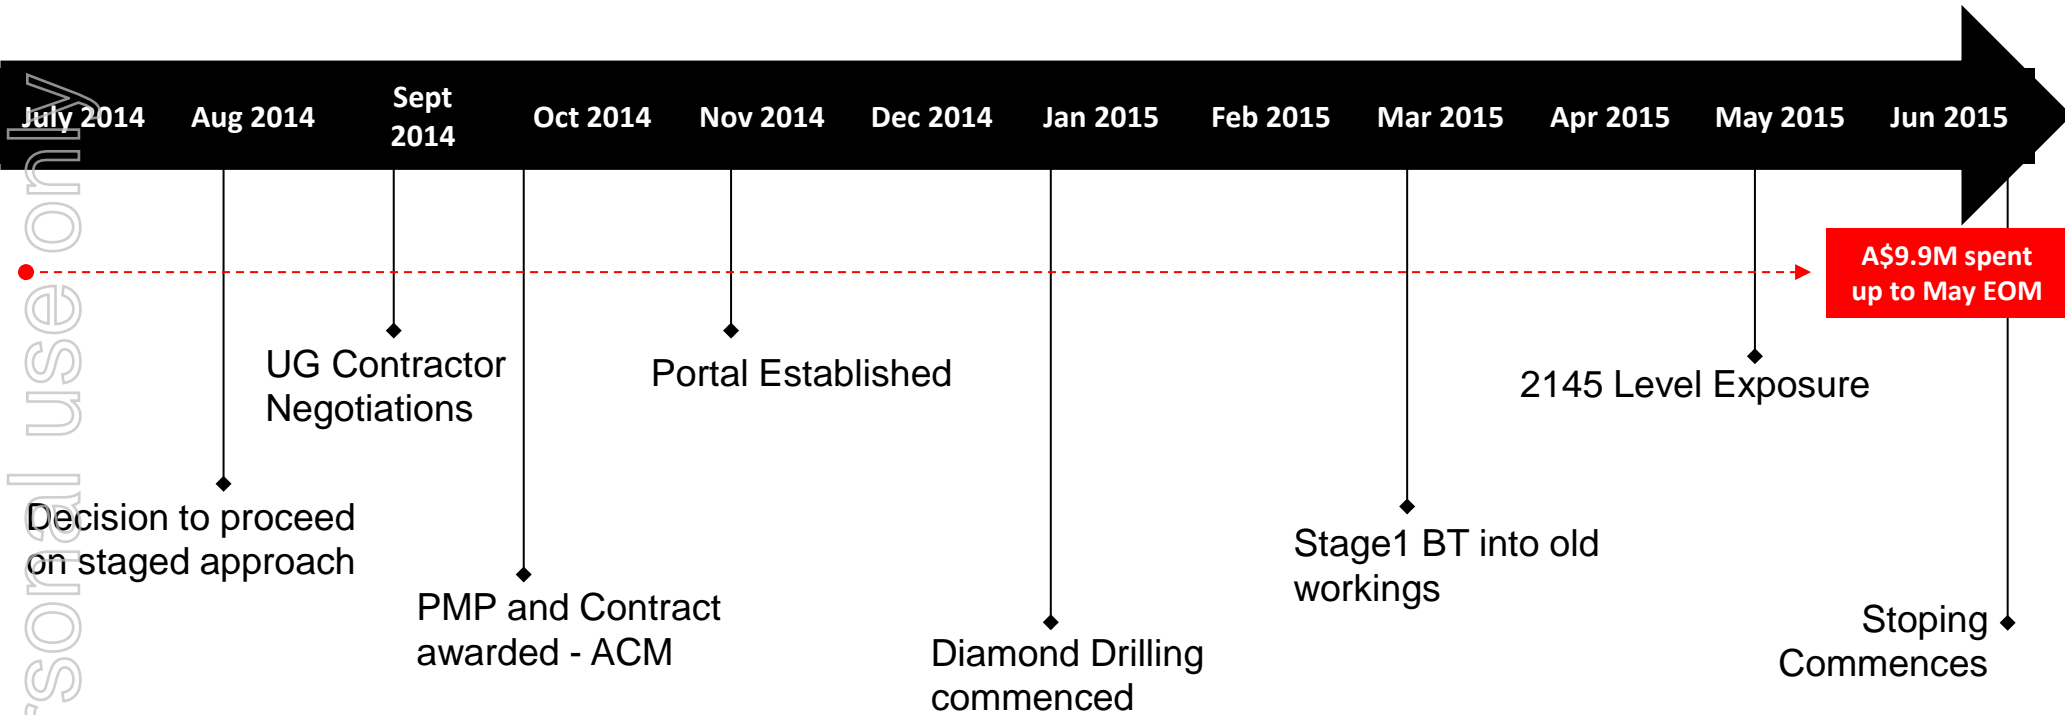 July 2014
Aug 2014
Sept
2014
Oct 2014
Nov 2014
Dec 2014
Jan 2015
Feb 2015
Mar 2015
Apr 2015
May 2015
Jun 2015
A$9.9M spent
up to May EOM
UG Contractor
Negotiations
Portal Established
2145 Level Exposure
Decision to proceed
on staged approach
PMP and Contract
awarded - ACM
Diamond Drilling
commenced
Stage1 BT into old
workings
Stoping
Commences
rsonal use only